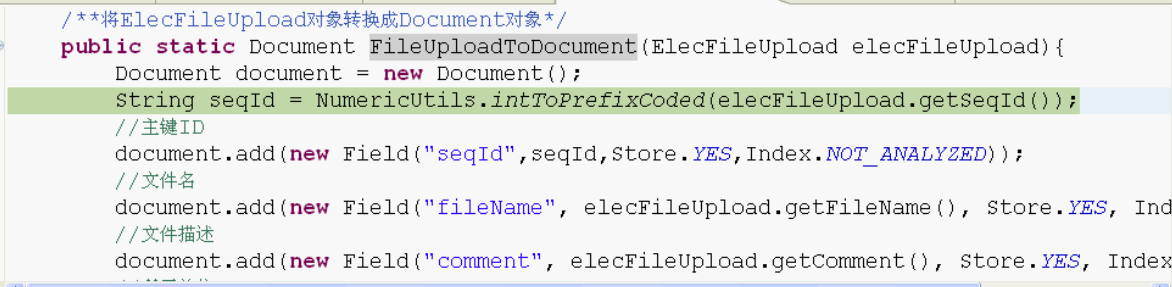 /**将ElecFileUpload对象转换成Document对象*/
public static Document FileUploadToDocument(ElecFileUpload elecFileUpload){
Document document = new Document();
String seqId = NumericUtils.intToPrefixCoded(elecFileUpload.getSeqId());
//主键ID
document.add(new Field("seqId",seqId,Store.YES,Index.NOT_ANALYZED));
//文件名
document.add(new Field("fileName", elecFileUpload.getFileName(), Store.YES, Ind
//文件描述
document.add(new Field("comment", elecFileUpload.getComment(), Store.YES, Index